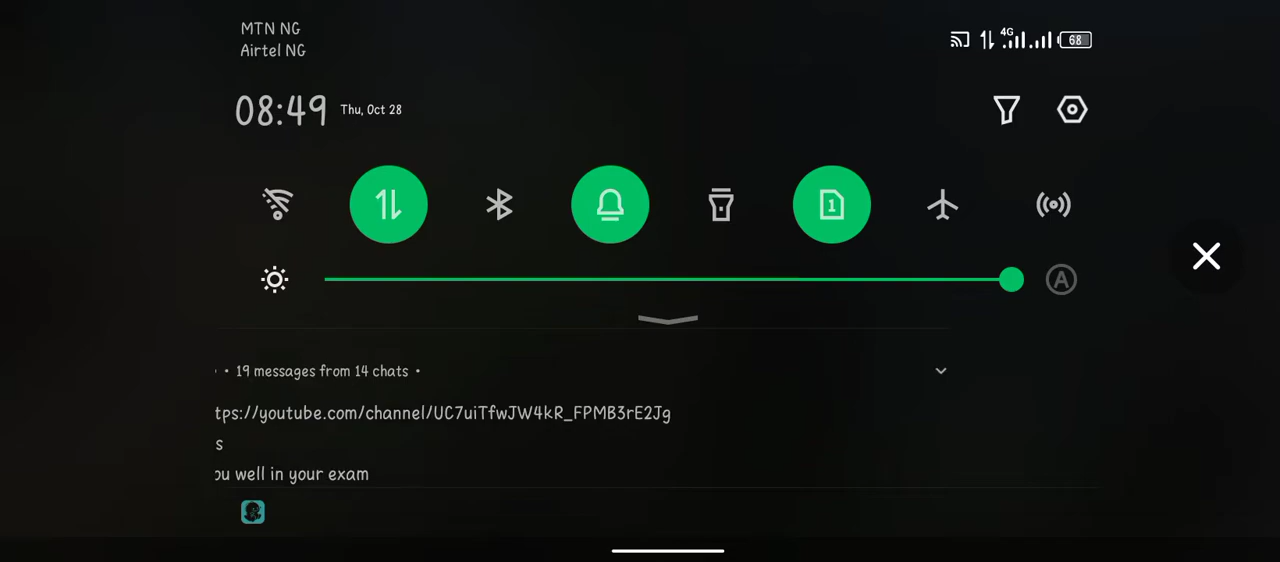 MTN NG
Airtel NG
4G
68
08:49 Thu, Oct 28
1
A
• 19 messages from 14 chats •
tps://youtube.com/channel/UC7uiTfwJW4kR_FPMB3rE2Jg
s
ou well in your exam